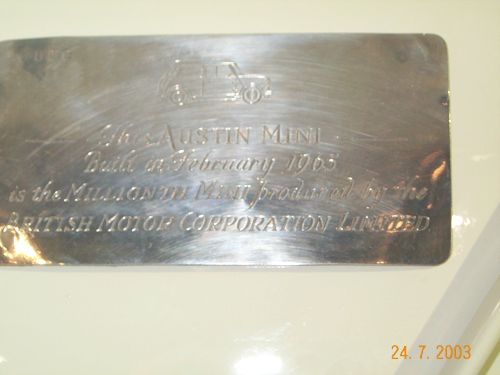 This AUSTIN MINI
Built in February 1965
is the MILLIONTH MINI produced by the
BRITISH MOTOR CORPORATION LIMITED
24. 7. 2003